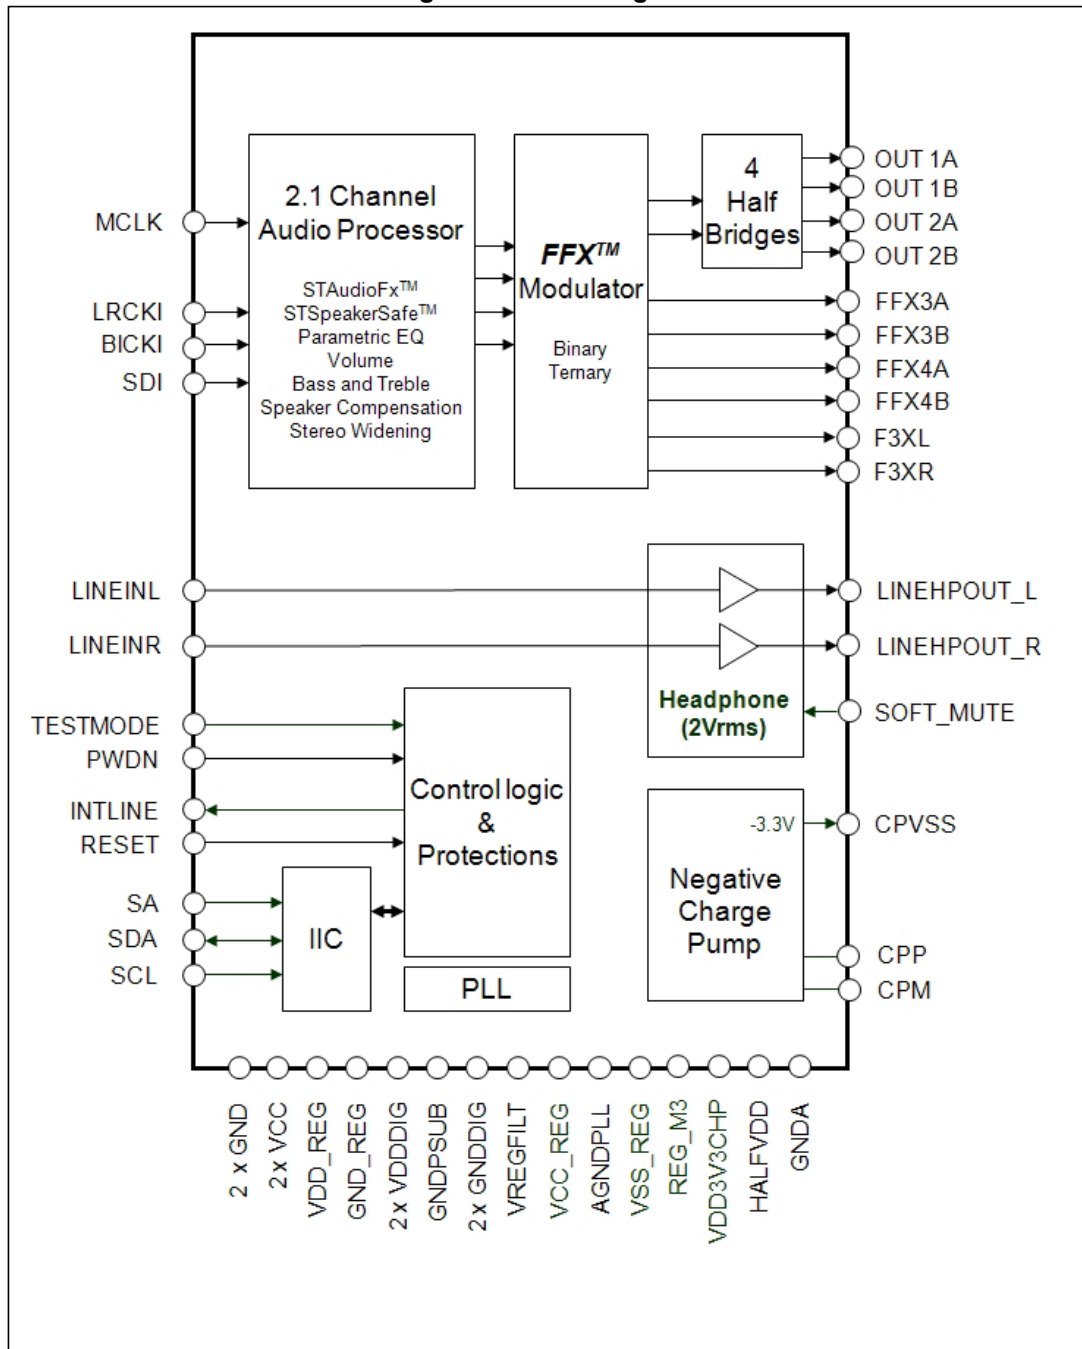 2.1 Channel
Audio Processor
STAudioFx™
STSpeakerSafe™
Parametric EQ
Volume
Bass and Treble
Speaker Compensation
Stereo Widening
FFX™
Modulator
Binary
Ternary
4
Half
Bridges
MCLK
LRCKI
BICKI
SDI
OUT 1A
OUT 1B
OUT 2A
OUT 2B
FFX3A
FFX3B
FFX4A
FFX4B
F3XL
F3XR
LINEINL
LINEINR
Headphone
(2Vrms)
LINEHPOUT_L
LINEHPOUT_R
SOFT_MUTE
TESTMODE
PWDN
INTLINE
RESET
SA
SDA
SCL
Control logic
&
Protections
IIC
PLL
-3.3V
Negative
Charge
Pump
CPVSS
CPP
CPM
2 x GND
2 x VCC
VDD_REG
GND_REG
2 x VDDDIG
GNDPSUB
2 x GNDDIG
VREGFILT
VCC_REG
AGNDPLL
VSS_REG
REG_M3
VDD3V3CHP
HALFVDD
GNDA